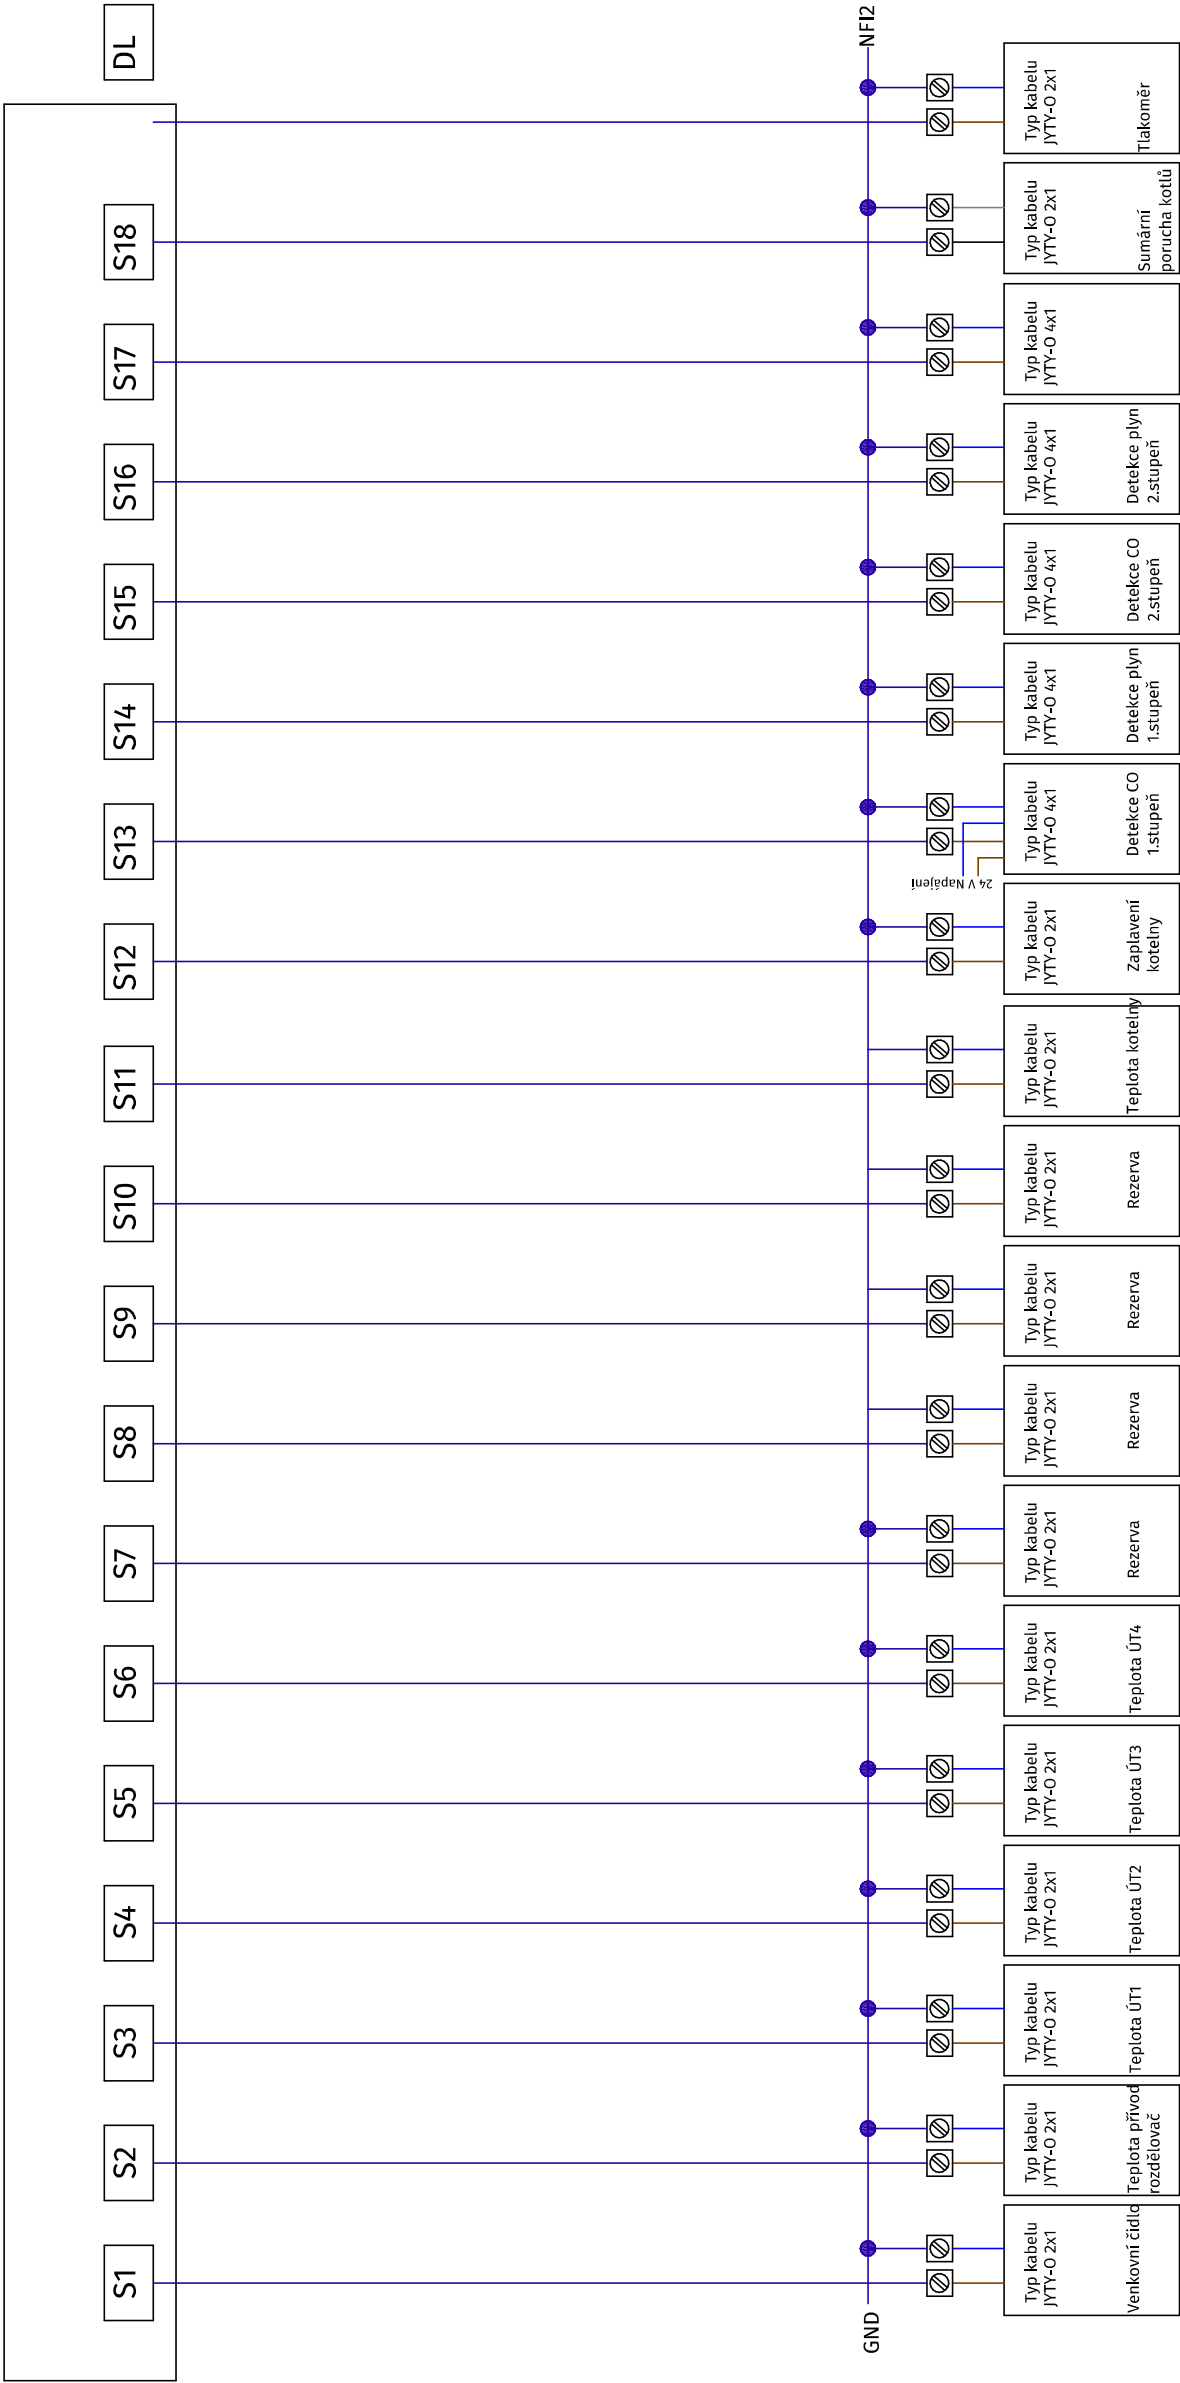 DL
S18
S17
S16
S15
S14
S13
S12
S11
S10
S9
S8
S7
S6
S5
S4
S3
S2
S1
NFI2
GND
Typ kabelu
JYTY-O 2x1
Tlakoměr
Typ kabelu
JYTY-O 2x1
Sumární
porucha kotlů
Typ kabelu
JYTY-O 4x1
Typ kabelu
JYTY-O 4x1
Detekce plyn
2.stupeň
Typ kabelu
JYTY-O 4x1
Detekce CO
2.stupeň
Typ kabelu
JYTY-O 4x1
Detekce plyn
1.stupeň
Typ kabelu
JYTY-O 4x1
Detekce CO
1.stupeň
24 V Napájení
Typ kabelu
JYTY-O 2x1
Zaplavení
kotelny
Typ kabelu
JYTY-O 2x1
Teplota kotelny
Typ kabelu
JYTY-O 2x1
Rezerva
Typ kabelu
JYTY-O 2x1
Rezerva
Typ kabelu
JYTY-O 2x1
Rezerva
Typ kabelu
JYTY-O 2x1
Rezerva
Typ kabelu
JYTY-O 2x1
Teplota ÚT4
Typ kabelu
JYTY-O 2x1
Teplota ÚT3
Typ kabelu
JYTY-O 2x1
Teplota ÚT2
Typ kabelu
JYTY-O 2x1
Teplota ÚT1
Typ kabelu
JYTY-O 2x1
Teplota přívod
rozdělovač
Typ kabelu
JYTY-O 2x1
Venkovní čidlo